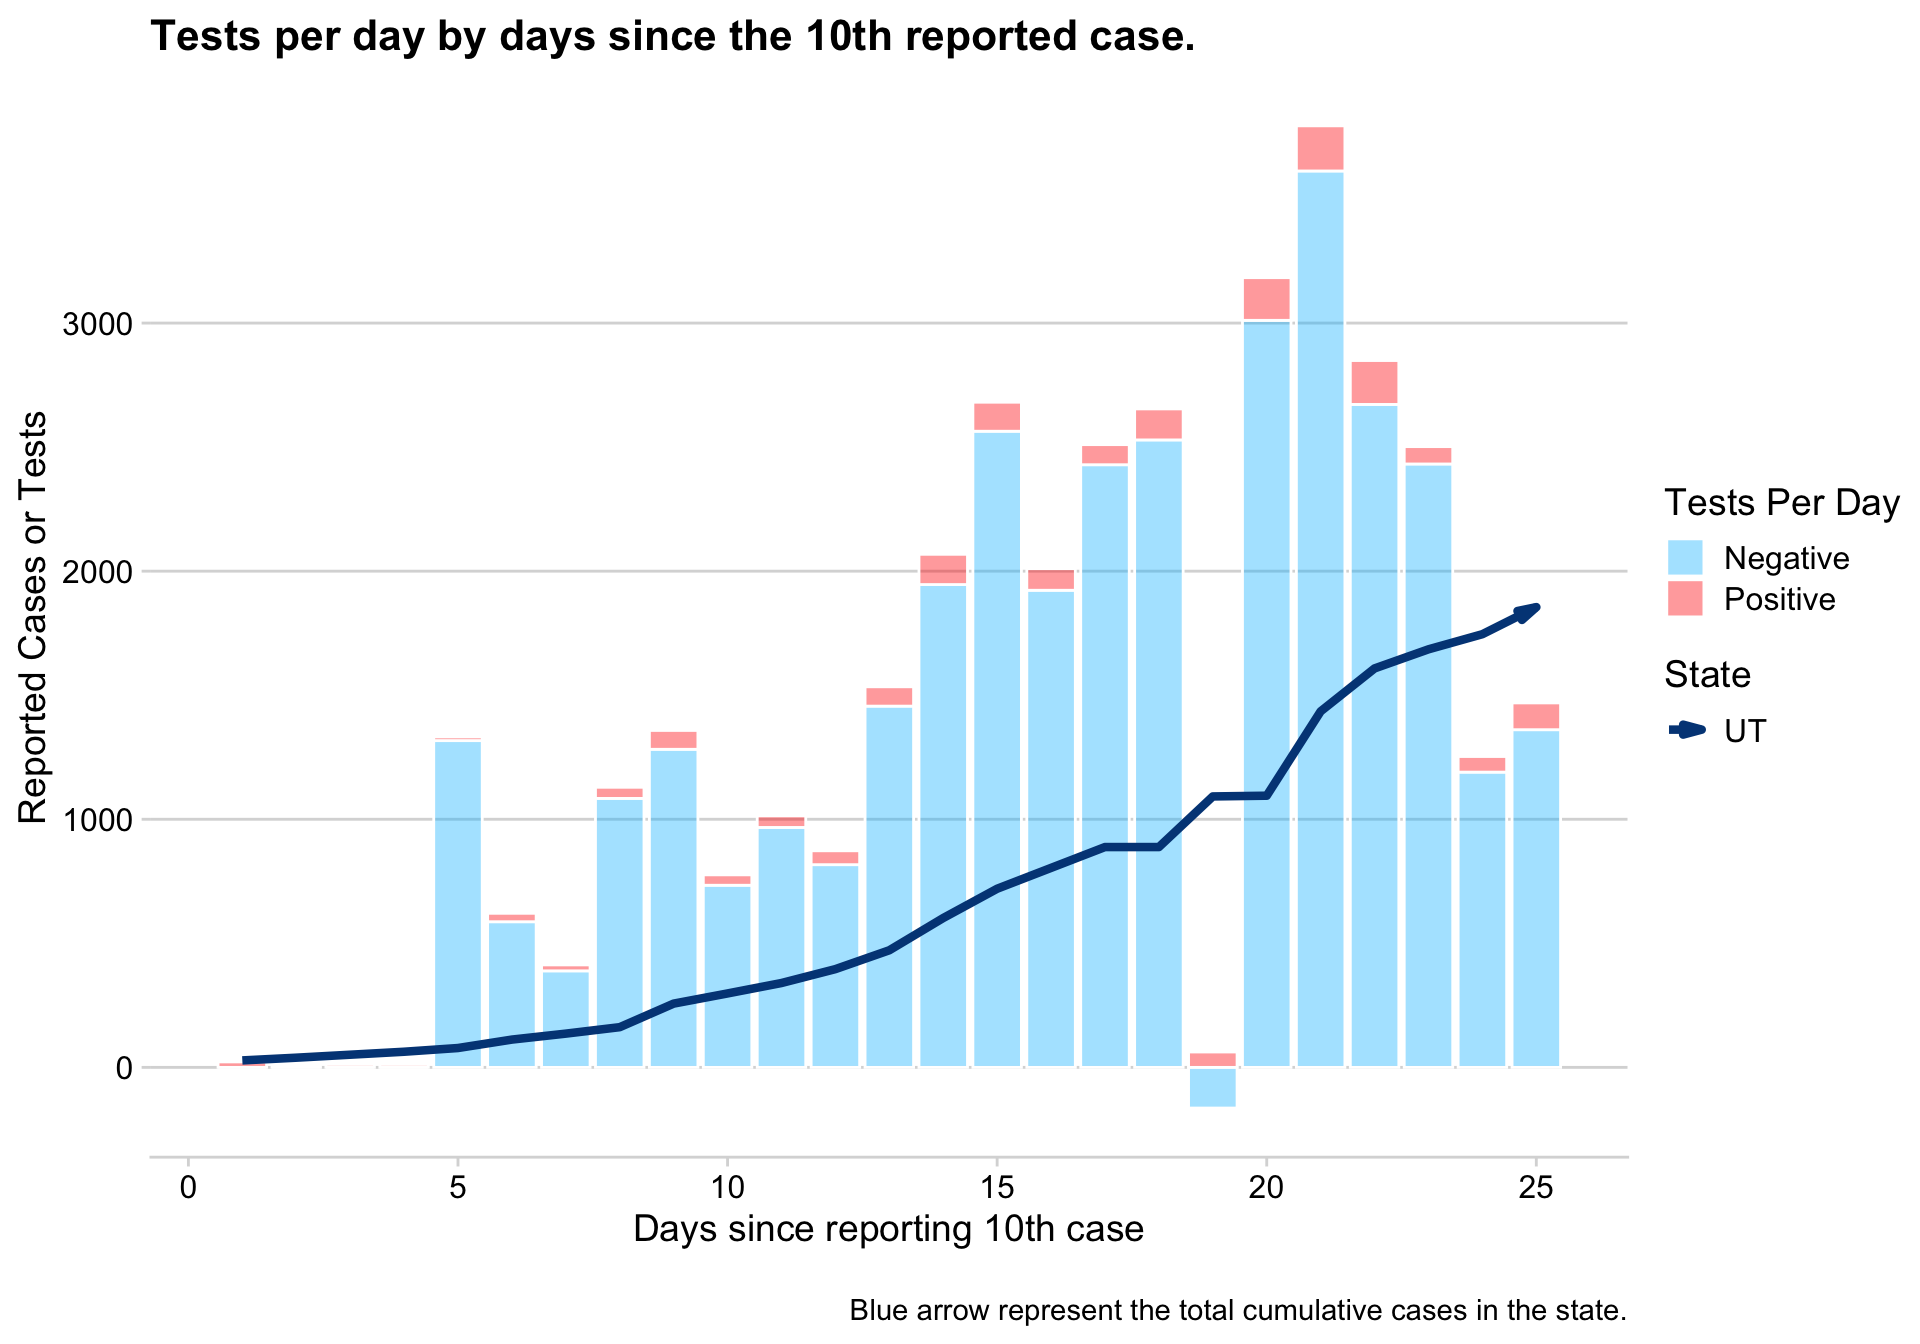 Tests per day by days since the 10th reported case.
Reported Cases or Tests
3000
2000
1000
0
0 5 10 15 20 25
Days since reporting 10th case
Tests Per Day
Negative
Positive
State
UT
Blue arrow represent the total cumulative cases in the state.